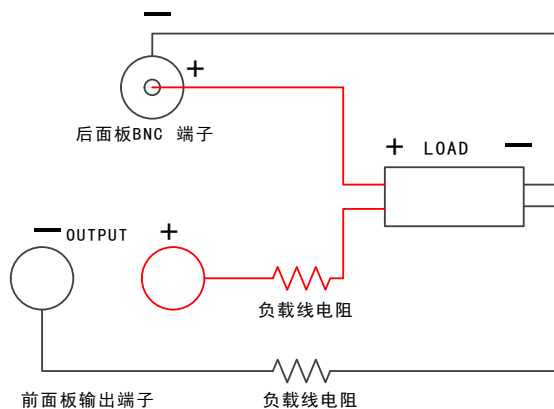 —
+
后面板BNC 端子
+ LOAD —
— OUTPUT +
负载线电阻
前面板输出端子
负载线电阻